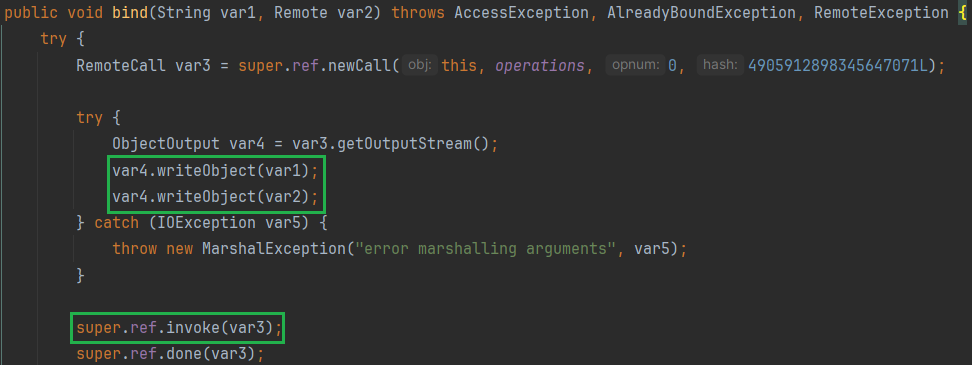 public void bind(String var1, Remote var2) throws AccessException, AlreadyBoundException, RemoteException {
try {
RemoteCall var3 = super.ref.newCall( obj: this, operations, opnum: 0, hash: 4905912898345647071L);
try {
ObjectOutput var4 = var3.getOutputStream();
var4.writeObject(var1);
var4.writeObject(var2);
} catch (IOException var5) {
throw new MarshalException("error marshalling arguments", var5);
}
super.ref.invoke(var3);
super.ref.done(var3);